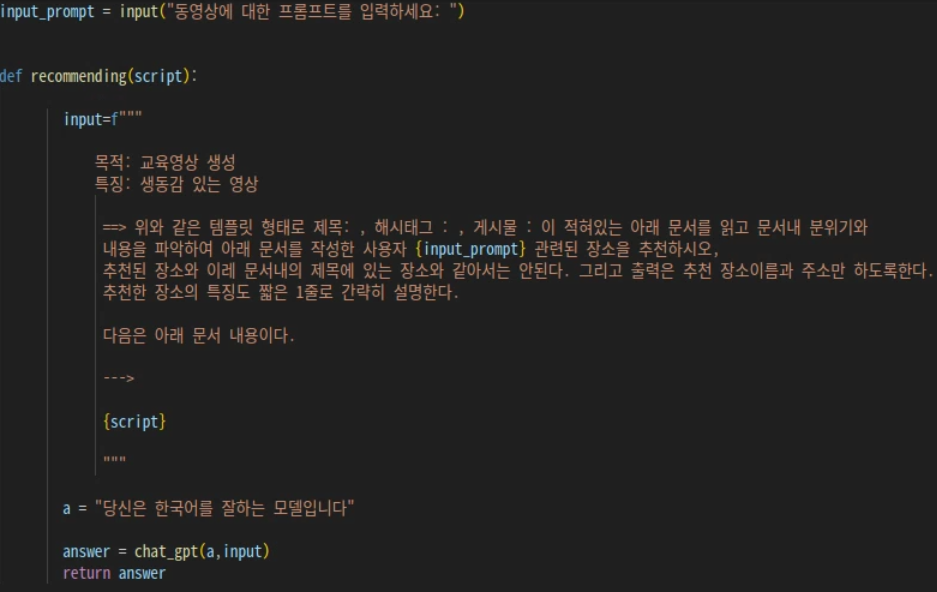 input_prompt = input("동영상에 대한 프롬프트를 입력하세요: ")
def recommending(script):
input=f"""
목적: 교육영상 생성
특징: 생동감 있는 영상
==> 위와 같은 템플릿 형태로 제목: , 해시태그 : , 게시물 : 이 적혀있는 아래 문서를 읽고 문서내 분위기와
내용을 파악하여 아래 문서를 작성한 사용자 {input_prompt} 관련된 장소을 추천하시오,
추천된 장소와 이레 문서내의 제목에 있는 장소와 같아서는 안된다. 그리고 출력은 추천 장소이름과 주소만 하도록한다.
추천한 장소의 특징도 짧은 1줄로 간략히 설명한다.
다음은 아래 문서 내용이다.
--->
{script}
"""
a = "당신은 한국어를 잘하는 모델입니다"
answer = chat_gpt(a,input)
return answer